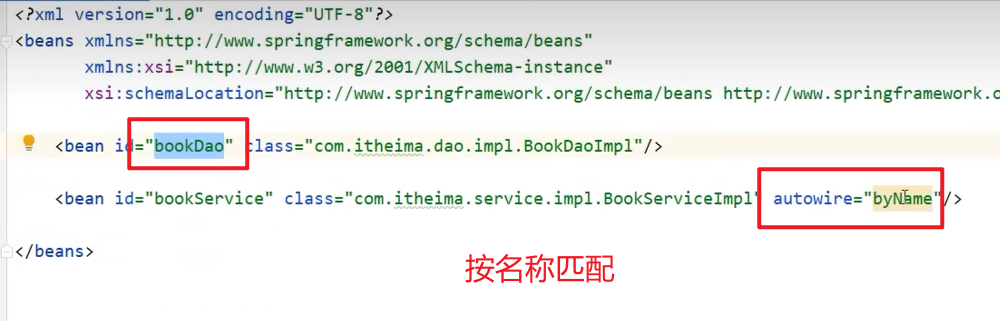 <?xml version="1.0" encoding="UTF-8"?>
<beans xmlns="http://www.springframework.org/schema/beans"
xmlns:xsi="http://www.w3.org/2001/XMLSchema-instance"
xsi:schemaLocation="http://www.springframework.org/schema/beans http://www.springframework.o
<bean id="bookDao" class="com.itheima.dao.impl.BookDaoImpl"/>
<bean id="bookService" class="com.itheima.service.impl.BookServiceImpl" autowire="byName"/>
</beans>
按名称匹配